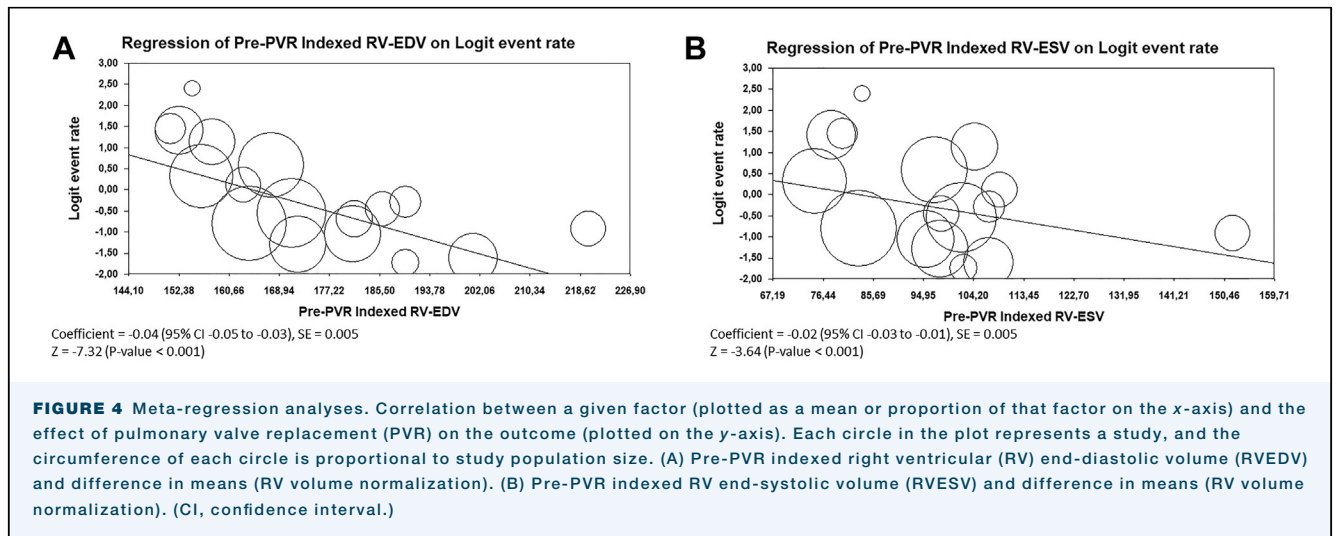 A
Regression of Pre-PVR Indexed RV-EDV on Logit event rate
Logit event rate
3,00
2,50
2,00
1,50
1,00
0,50
0,00
-0,50
-1,00
-1,50
-2,00
144,10 152,38 160,66 168,94 177,22 185,50 193,78 202,06 210,34 218,62 226,90
Pre-PVR Indexed RV-EDV
Coefficient = -0.04 (95% CI -0.05 to -0.03), SE = 0.005
Z = -7.32 (P-value < 0.001)
B
Regression of Pre-PVR Indexed RV-ESV on Logit event rate
Logit event rate
3,00
2,50
2,00
1,50
1,00
0,50
0,00
-0,50
-1,00
-1,50
-2,00
67,19 76,44 85,69 94,95 104,20 113,45 122,70 131,95 141,21 150,46 159,71
Pre-PVR Indexed RV-ESV
Coefficient = -0.02 (95% CI -0.03 to -0.01), SE = 0.005
Z = -3.64 (P-value < 0.001)
FIGURE 4 Meta-regression analyses. Correlation between a given factor (plotted as a mean or proportion of that factor on the x-axis) and the
effect of pulmonary valve replacement (PVR) on the outcome (plotted on the y-axis). Each circle in the plot represents a study, and the
circumference of each circle is proportional to study population size. (A) Pre-PVR indexed right ventricular (RV) end-diastolic volume (RVEDV)
and difference in means (RV volume normalization). (B) Pre-PVR indexed RV end-systolic volume (RVESV) and difference in means (RV volume
normalization). (CI, confidence interval.)